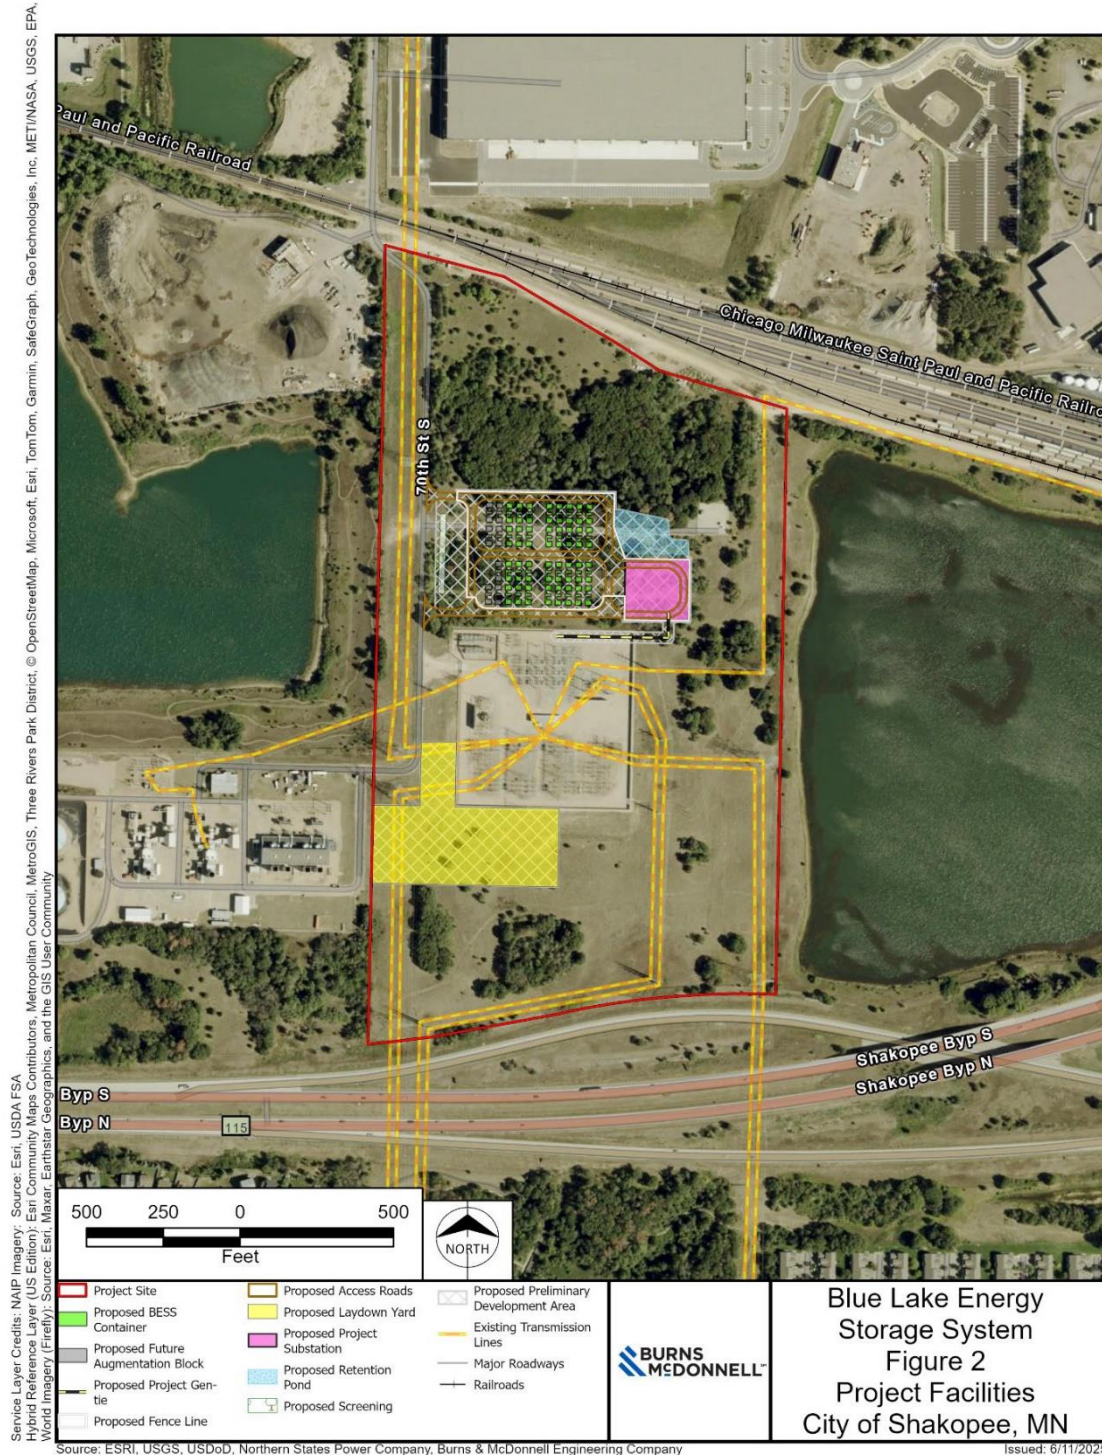 Paul and Pacific Railroad
Chicago Milwaukee Saint Paul and Pacific Railro
70th St S
Shakopee Byp S
Shakopee Byp N
Byp S
Byp N
115
500 250 0 500
Feet
NORTH
Project Site
Proposed BESS
Container
Proposed Future
Augmentation Block
Proposed Project Gen-
tie
Proposed Fence Line
Proposed Access Roads
Proposed Laydown Yard
Proposed Project
Substation
Proposed Retention
Pond
Proposed Screening
Proposed Preliminary
Development Area
Existing Transmission
Lines
Major Roadways
Railroads
BURNS
McDONNELL
Blue Lake Energy
Storage System
Figure 2
Project Facilities
City of Shakopee, MN
Service Layer Credits: NAIP Imagery: Source: Esri, USDA FSA
Hybrid Reference Layer (US Edition): Esri Community Maps Contributors, Metropolitan Council, MetroGIS, Three Rivers Park District, © OpenStreetMap, Microsoft, Esri, TomTom, Garmin, SafeGraph, GeoTechnologies, Inc, METI/NASA, USGS, EPA,
World Imagery (Firefly): Source: Esri, Maxar, Earthstar Geographics, and the GIS User Community
Source: ESRI, USGS, USDoD, Northern States Power Company, Burns & McDonnell Engineering Company
Issued: 6/11/202